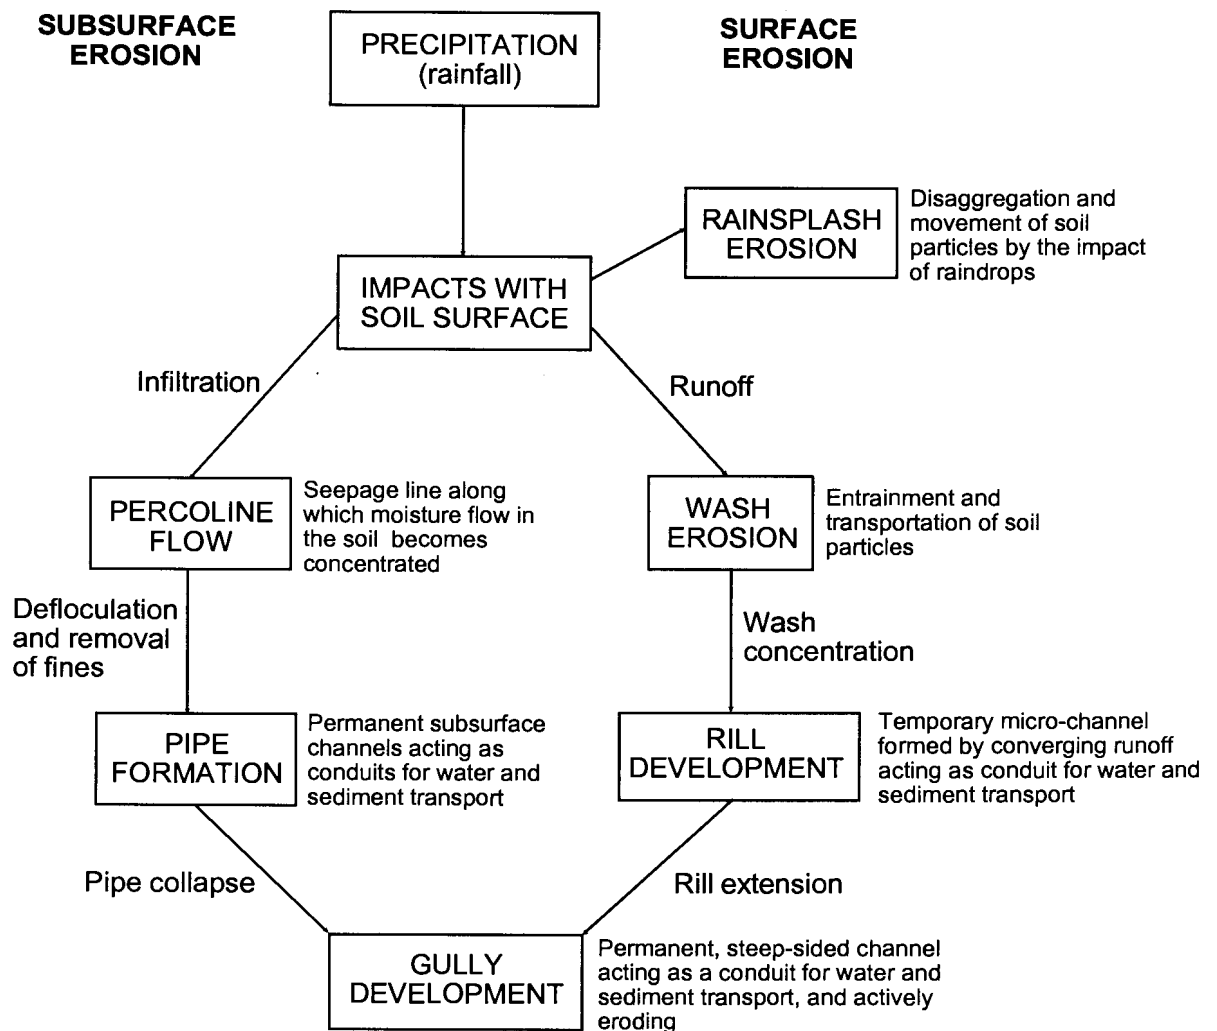 SUBSURFACE
EROSION
PRECIPITATION
(rainfall)
SURFACE
EROSION
RAINSPLASH
EROSION
Disaggregation and
movement of soil
particles by the impact
of raindrops
IMPACTS WITH
SOIL SURFACE
Infiltration
Runoff
PERCOLINE
FLOW
Seepage line along
which moisture flow in
the soil becomes
concentrated
WASH
EROSION
Entrainment and
transportation of soil
particles
Defloculation
and removal
of fines
Wash
concentration
PIPE
FORMATION
Permanent subsurface
channels acting as
conduits for water and
sediment transport
RILL
DEVELOPMENT
Temporary micro-channel
formed by converging runoff
acting as conduit for water and
sediment transport
Pipe collapse
Rill extension
GULLY
DEVELOPMENT
Permanent, steep-sided channel
acting as a conduit for water and
sediment transport, and actively
eroding